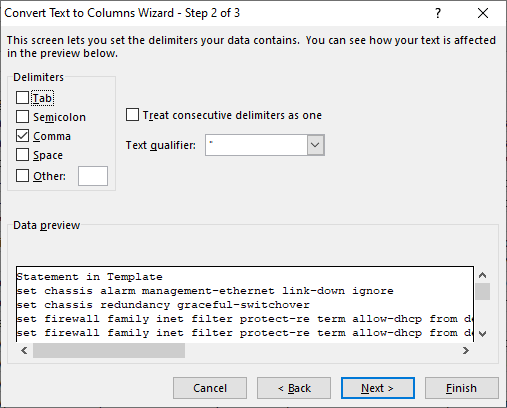 Convert Text to Columns Wizard - Step 2 of 3
This screen lets you set the delimiters your data contains.  You can see how your text is affected
in the preview below.
Delimiters
Tab
Semicolon
Comma
Space
Other:
Treat consecutive delimiters as one
Text qualifier:
"
Data preview
Statement in Template
set chassis alarm management-ethernet link-down ignore
set chassis redundancy graceful-switchover
set firewall family inet filter protect-re term allow-dhcp from
set firewall family inet filter protect-re term allow-dhcp from
Cancel
< Back
Next >
Finish